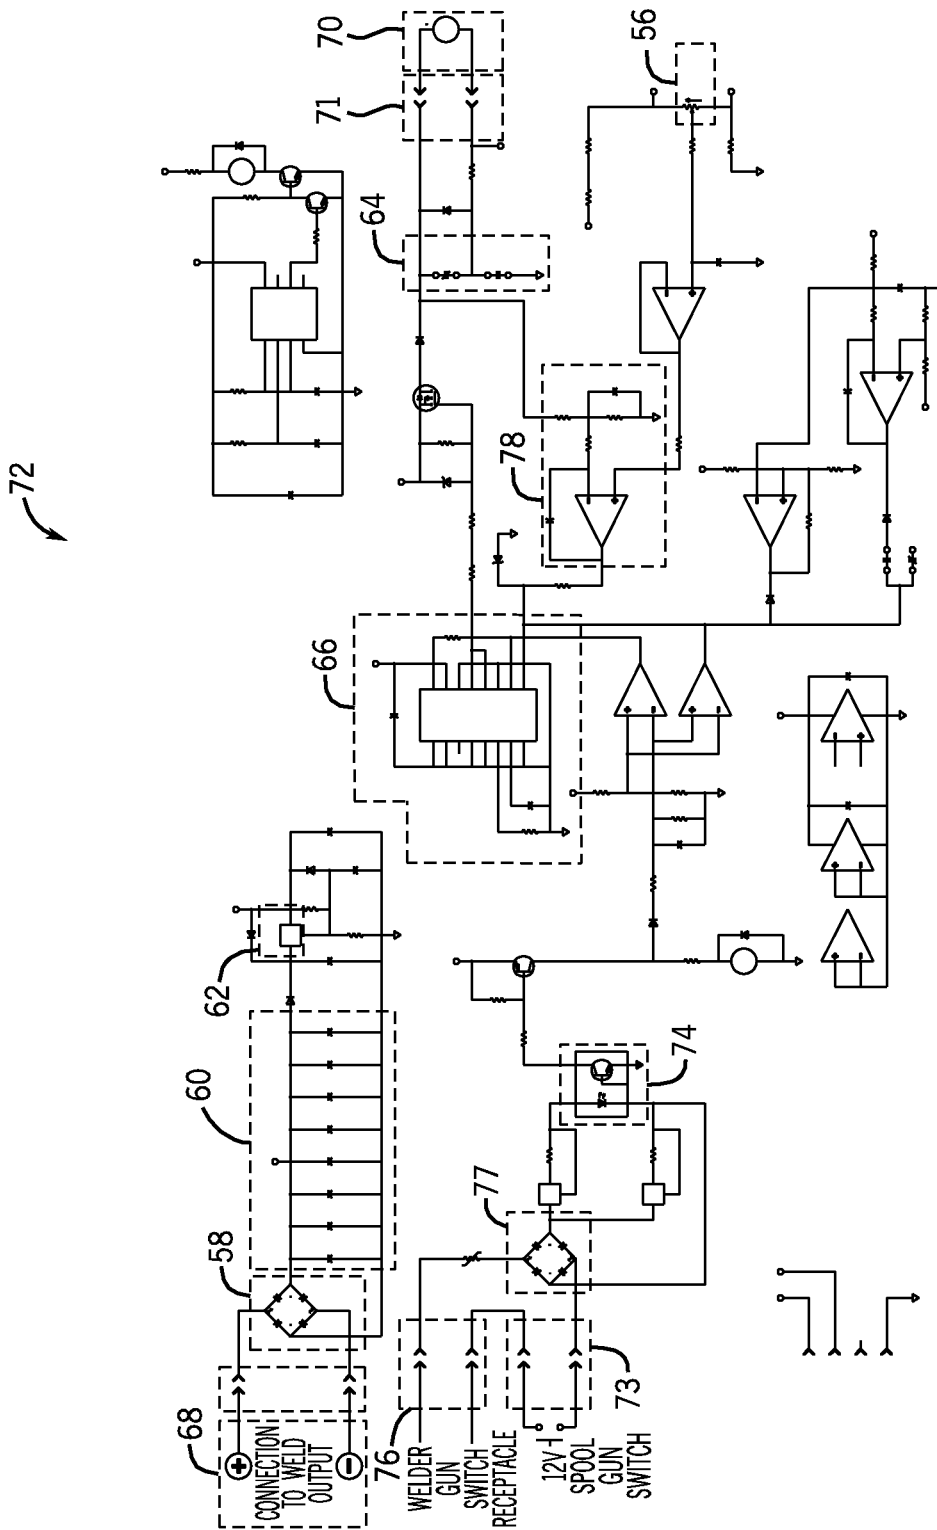 70
56
71
64
72
78
66
62
60
74
77
58
68
+
CONNECTION
TO WELD
OUTPUT
-
76
WELDER
GUN
SWITCH
RECEPTACLE
12V
SPOOL
GUN
SWITCH
73